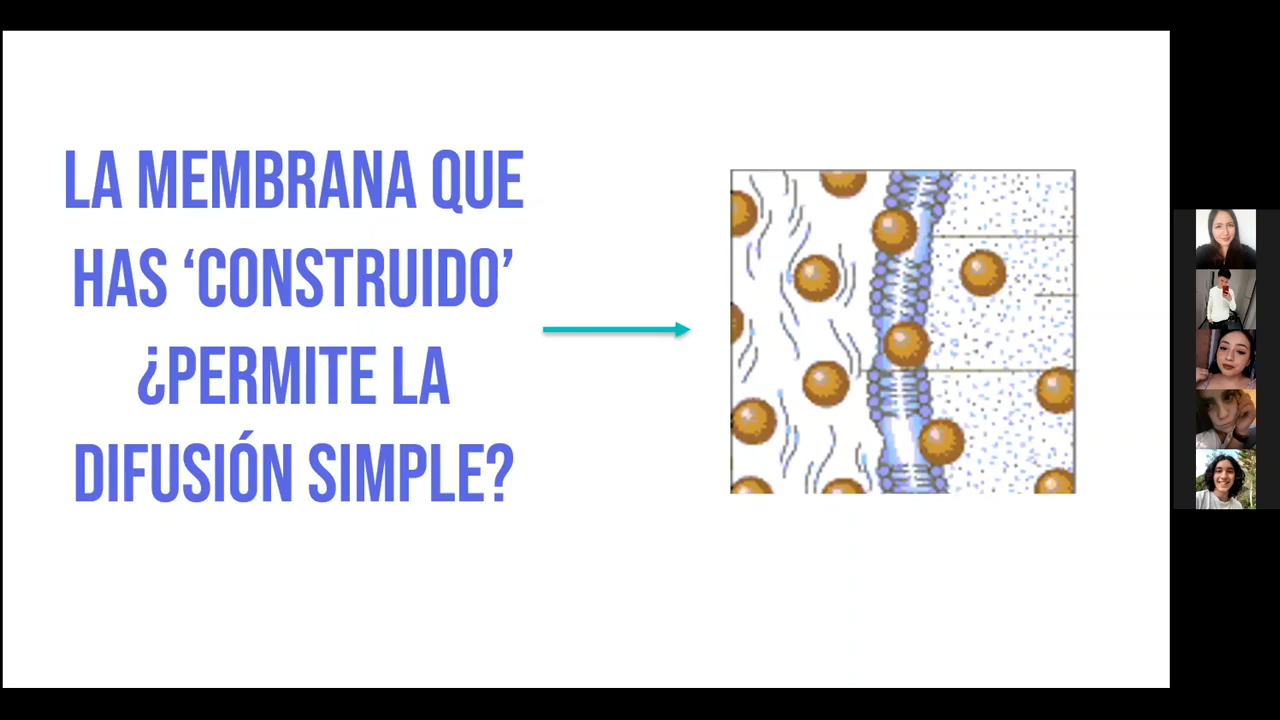 LA MEMBRANA QUE
HAS ‘CONSTRUIDO’
¿PERMITE LA
DIFUSIÓN SIMPLE?